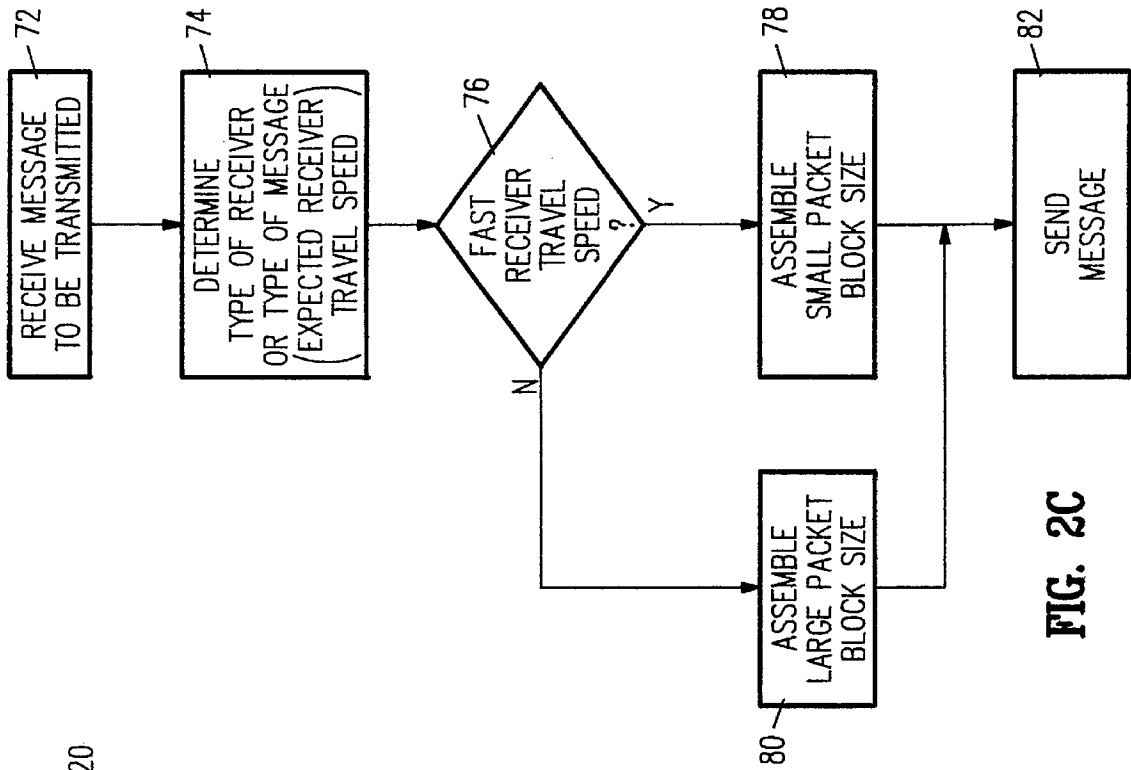 RECEIVE MESSAGE
TO BE TRANSMITTED
72
DETERMINE
TYPE OF RECEIVER
OR TYPE OF MESSAGE
(EXPECTED RECEIVER
TRAVEL SPEED)
74
FAST
RECEIVER
TRAVEL
SPEED
?
76
N
Y
ASSEMBLE
LARGE PACKET
BLOCK SIZE
80
ASSEMBLE
SMALL PACKET
BLOCK SIZE
78
SEND
MESSAGE
82
FIG. 2C
20